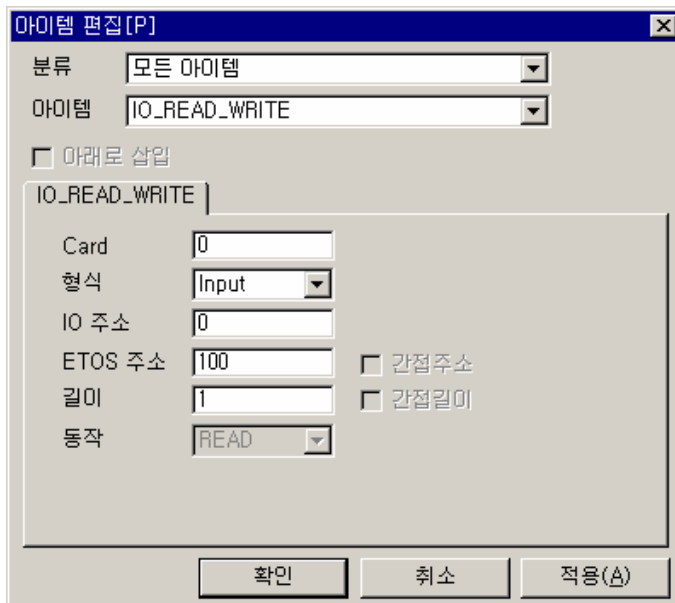 아이템 편집[P]
분류 모든 아이템
아이템 IO_READ_WRITE
아래로 삽입
IO_READ_WRITE
Card 0
형식 Input
IO 주소 0
ETOS 주소 100 간접주소
길이 1 간접길이
동작 READ
확인 취소 적용(A)